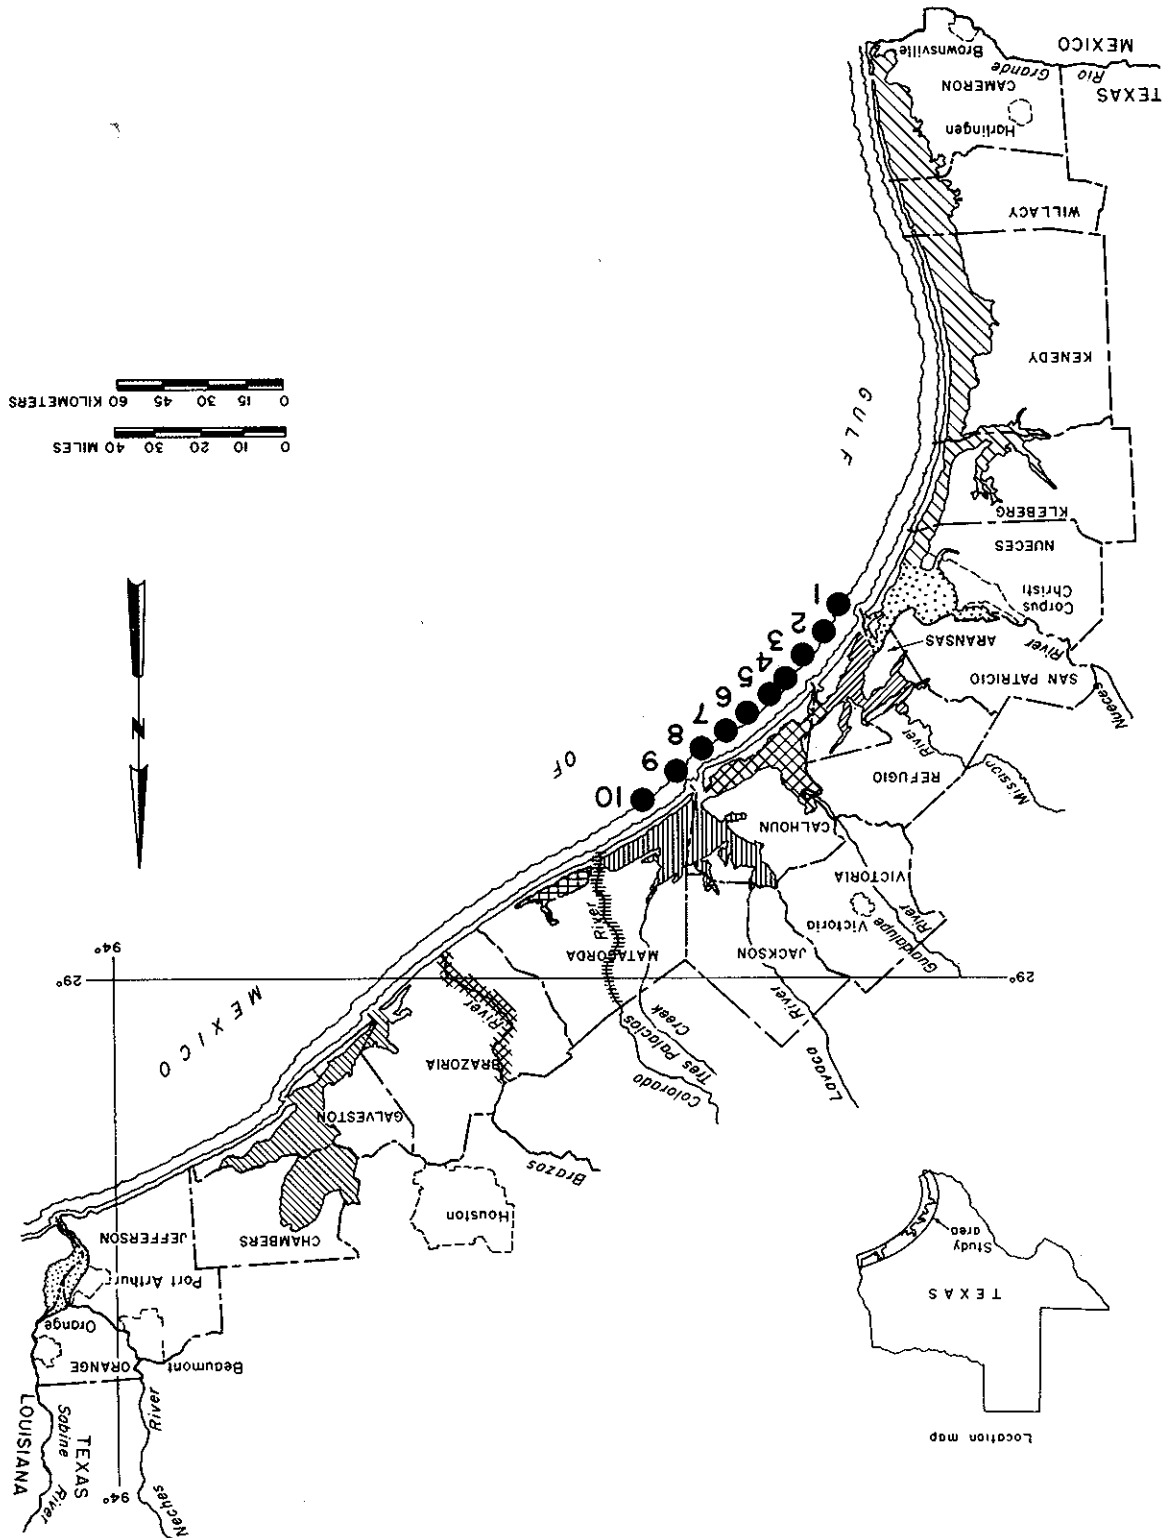 Location map
TEXAS
Study
area
Neches
River
Sabine
River
TEXAS
LOUISIANA
94°
Beaumont
ORANGE
Orange
Port Arthur
JEFFERSON
CHAMBERS
Houston
GALVESTON
Brazos
River
BRAZORIA
Colorado
River
Tres Palacios
Creek
MATAGORDA
Lavaca
River
JACKSON
29°
29°
94°
Guadalupe
River
Victoria
VICTORIA
CALHOUN
Mission
River
REFUGIO
Nueces
River
SAN PATRICIO
ARANSAS
Corpus
Christi
NUECES
KLEBERG
KENEDY
WILLACY
Harlingen
CAMERON
Brownsville
Rio
Grande
TEXAS
MEXICO
GULF
OF
MEXICO
10
9
8
7
6
5
4
3
2
1
N
0 10 20 30 40 MILES
0 15 30 45 60 KILOMETERS